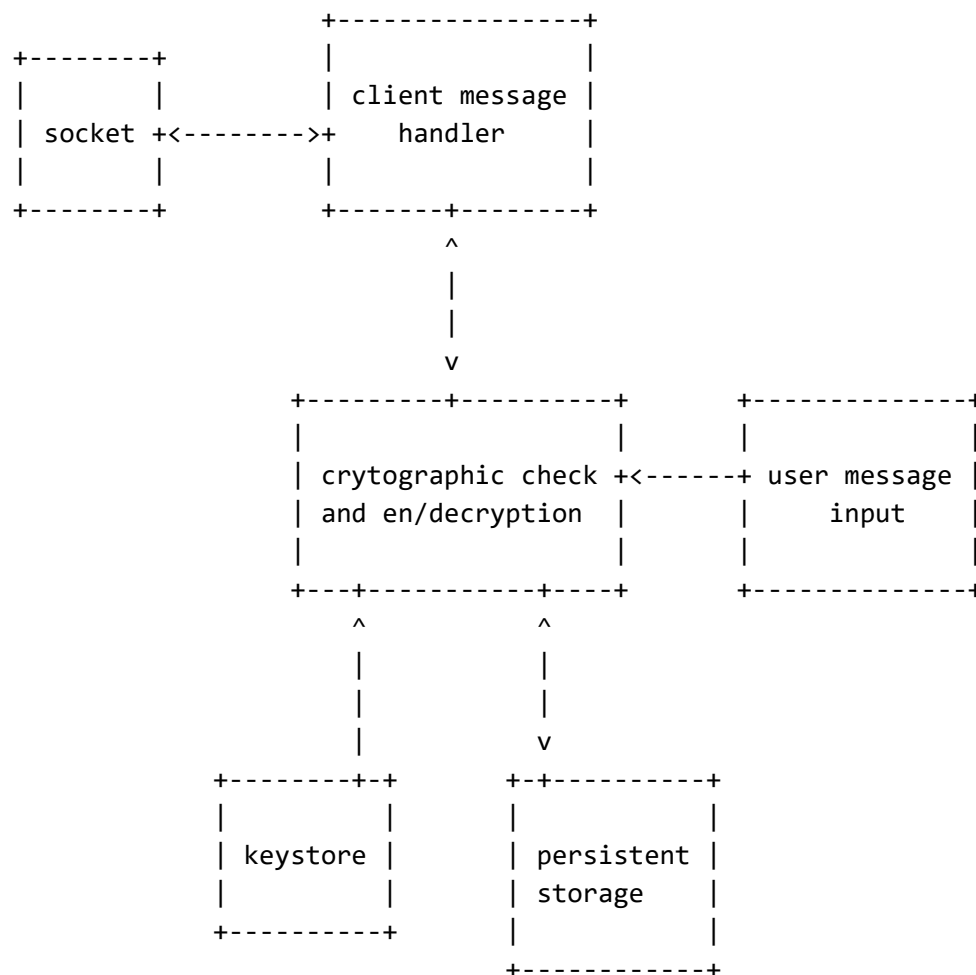 client message
socket
handler
crytographic check
and en/decryption
user message
input
keystore
persistent
storage